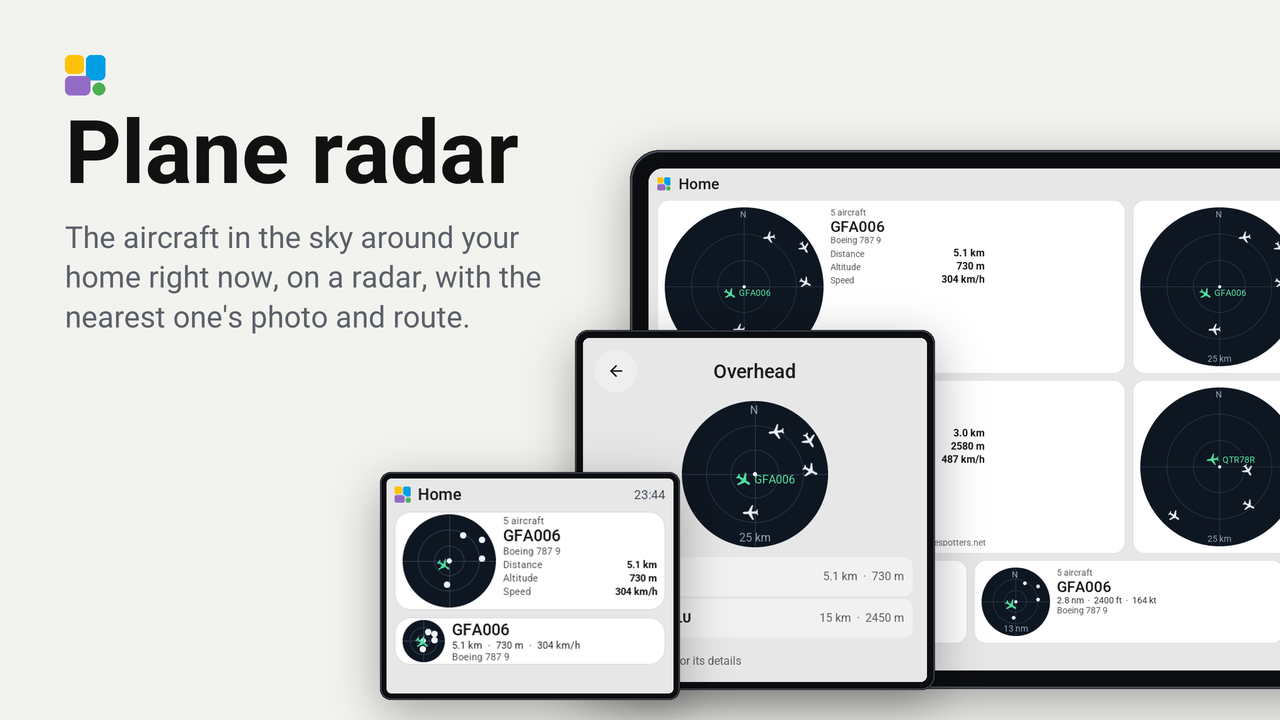 Plane radar
The aircraft in the sky around your
home right now, on a radar, with the
nearest one's photo and route.
Home
N
GFA006
5 aircraft
GFA006
Boeing 787 9
Distance 5.1 km
Altitude 730 m
Speed 304 km/h
N
GFA006
25 km
3.0 km
2580 m
487 km/h
espotters.net
N
QTR78R
25 km
N
13 nm
5 aircraft
GFA006
2.8 nm · 2400 ft · 164 kt
Boeing 787 9
Overhead
N
GFA006
25 km
5.1 km · 730 m
LU 15 km · 2450 m
or its details
Home 23:44
5 aircraft
GFA006
Boeing 787 9
Distance 5.1 km
Altitude 730 m
Speed 304 km/h
GFA006
5.1 km · 730 m · 304 km/h
Boeing 787 9